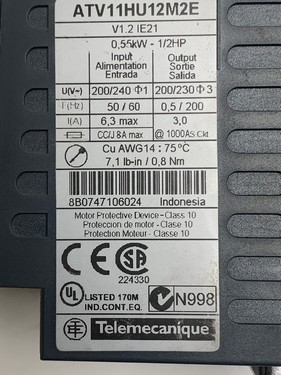 ATV11HU12M2E
V1.2 IE21
0,55kW - 1/2HP
Input Output
Alimentation Sortie
Entrada Salida
U(V~) 200/240 Φ1 200/230 Φ3
F(Hz) 50 / 60 0,5 / 200
I(A) 6,3 max 3,0
CC/J 8A max @ 1000As Ckt
Cu AWG14 : 75°C
7,1 lb-in / 0,8 Nm
8B0747106024 Indonesia
Motor Protective Device - Class 10
Proteccion de motor - Clase 10
Protection Moteur - Classe 10
CE SA
224330
UL LISTED 170M
IND.CONT.EQ.
N998
Telemecanique